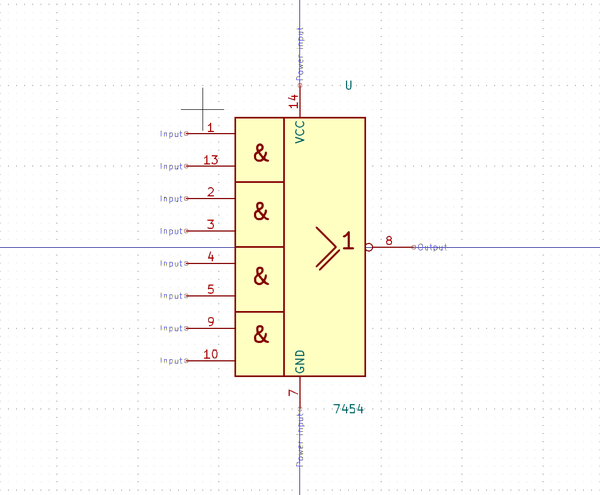 Power input
U
14
VCC
Input 1
&
Input 13
Input 2
&
Input 3
≥1
8 Output
Input 4
&
Input 5
Input 9
&
Input 10
GND
7
7454
Power input